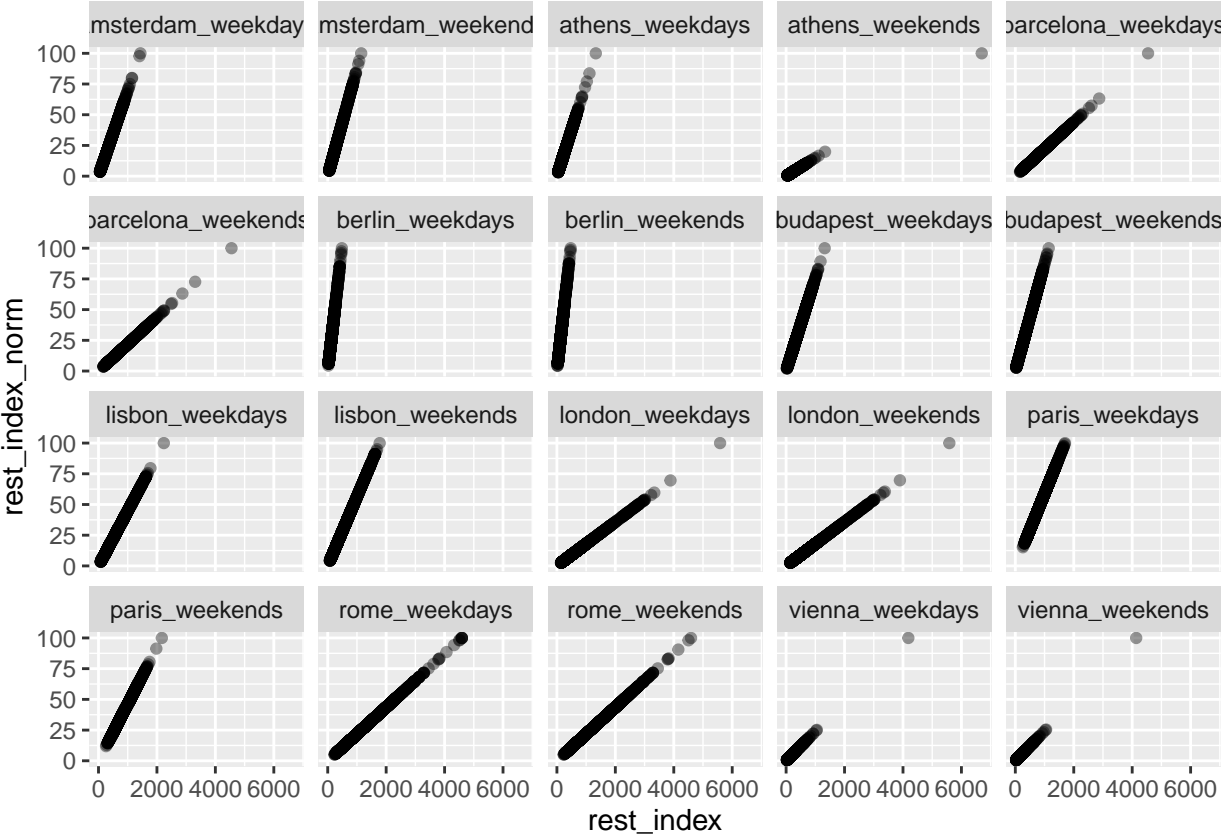 msterdam_weekday
msterdam_weekend
athens_weekdays
athens_weekends
barcelona_weekdays
100
75
50
25
0
barcelona_weekends
berlin_weekdays
berlin_weekends
budapest_weekdays
budapest_weekends
100
75
50
25
0
rest_index_norm
lisbon_weekdays
lisbon_weekends
london_weekdays
london_weekends
paris_weekdays
100
75
50
25
0
paris_weekends
rome_weekdays
rome_weekends
vienna_weekdays
vienna_weekends
100
75
50
25
0
0 2000 4000 6000
0 2000 4000 6000
0 2000 4000 6000
0 2000 4000 6000
0 2000 4000 6000
rest_index